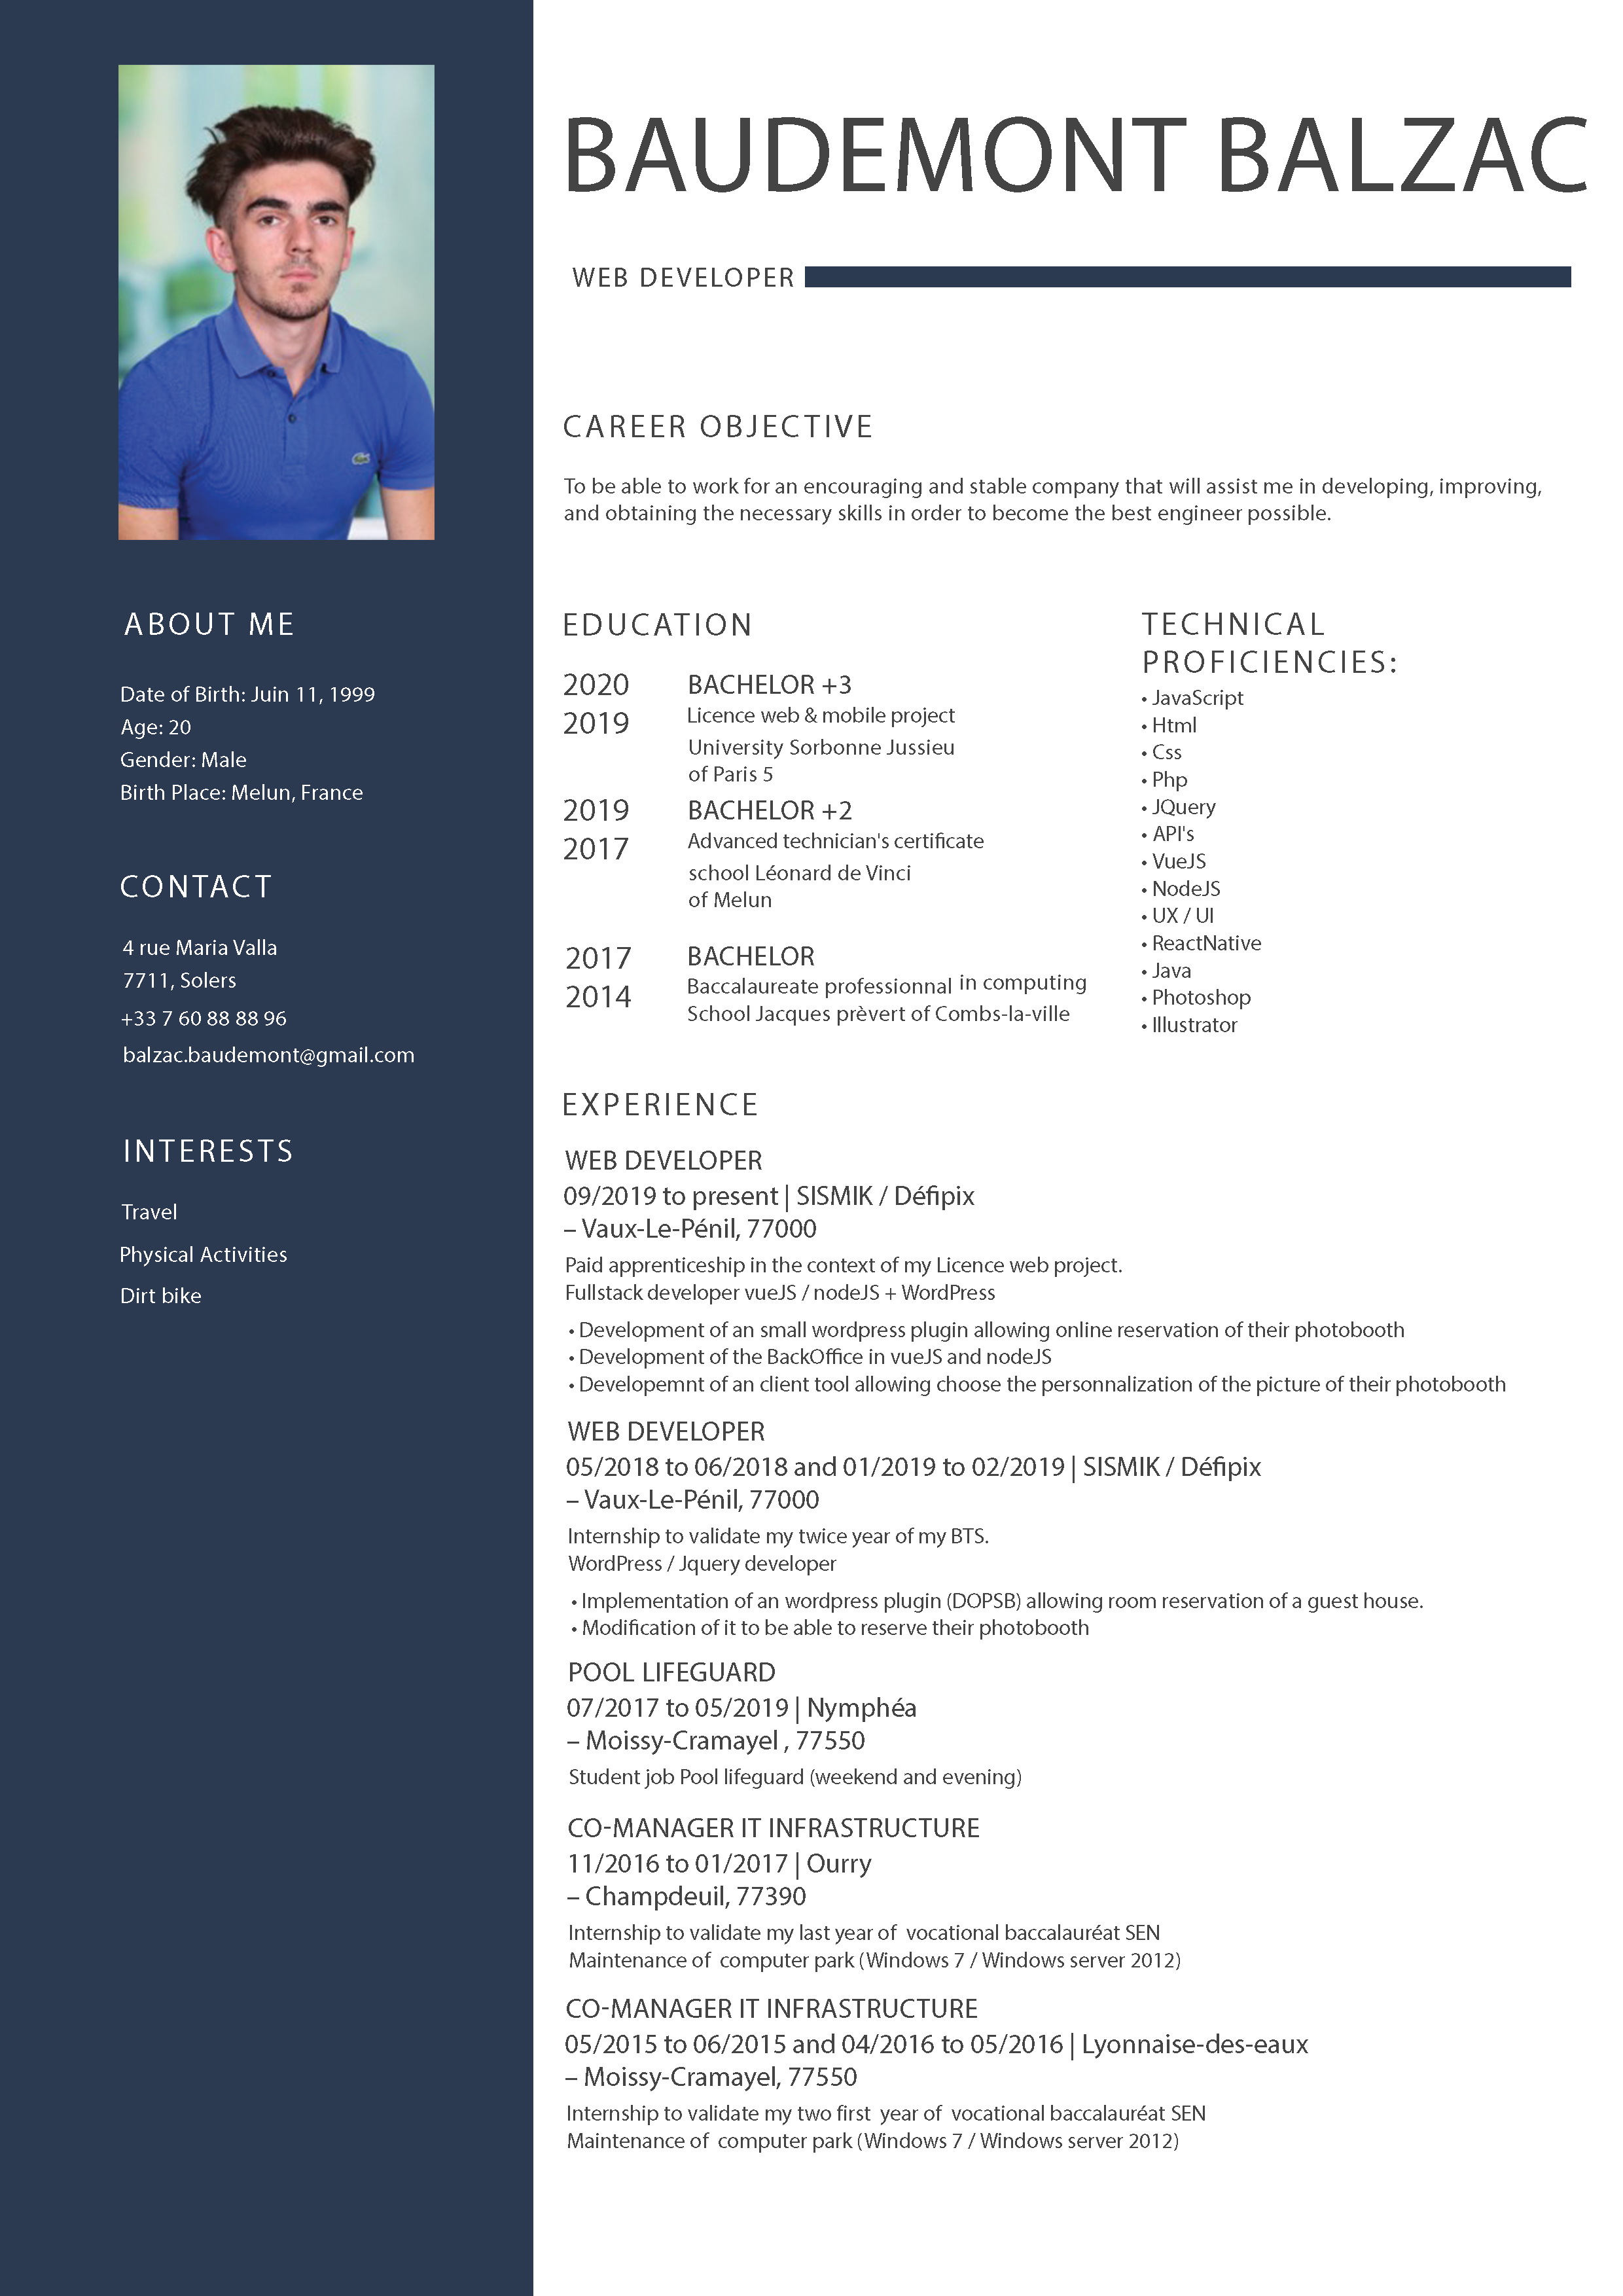 BAUDEMONT BALZAC
WEB DEVELOPER
CAREER OBJECTIVE
To be able to work for an encouraging and stable company that will assist me in developing, improving,
and obtaining the necessary skills in order to become the best engineer possible.
ABOUT ME
Date of Birth: Juin 11, 1999
Age: 20
Gender: Male
Birth Place: Melun, France
CONTACT
4 rue Maria Valla
7711, Solers
+33 7 60 88 88 96
balzac.baudemont@gmail.com
INTERESTS
Travel
Physical Activities
Dirt bike
EDUCATION
2020
2019
BACHELOR +3
Licence web & mobile project
University Sorbonne Jussieu
of Paris 5
2019
2017
BACHELOR +2
Advanced technician's certificate
school Léonard de Vinci
of Melun
2017
2014
BACHELOR
Baccalaureate professionnal in computing
School Jacques prèvert of Combs-la-ville
TECHNICAL
PROFICIENCIES:
• JavaScript
• Html
• Css
• Php
• JQuery
• API's
• VueJS
• NodeJS
• UX / UI
• ReactNative
• Java
• Photoshop
• Illustrator
EXPERIENCE
WEB DEVELOPER
09/2019 to present | SISMIK / Défipix
– Vaux-Le-Pénil, 77000
Paid apprenticeship in the context of my Licence web project.
Fullstack developer vueJS / nodeJS + WordPress
• Development of an small wordpress plugin allowing online reservation of their photobooth
• Development of the BackOffice in vueJS and nodeJS
• Developemnt of an client tool allowing choose the personnalization of the picture of their photobooth
WEB DEVELOPER
05/2018 to 06/2018 and 01/2019 to 02/2019 | SISMIK / Défipix
– Vaux-Le-Pénil, 77000
Internship to validate my twice year of my BTS.
WordPress / Jquery developer
• Implementation of an wordpress plugin (DOPSB) allowing room reservation of a guest house.
• Modification of it to be able to reserve their photobooth
POOL LIFEGUARD
07/2017 to 05/2019 | Nymphéa
– Moissy-Cramayel , 77550
Student job Pool lifeguard (weekend and evening)
CO-MANAGER IT INFRASTRUCTURE
11/2016 to 01/2017 | Ourry
– Champdeuil, 77390
Internship to validate my last year of vocational baccalauréat SEN
Maintenance of computer park (Windows 7 / Windows server 2012)
CO-MANAGER IT INFRASTRUCTURE
05/2015 to 06/2015 and 04/2016 to 05/2016 | Lyonnaise-des-eaux
– Moissy-Cramayel, 77550
Internship to validate my two first year of vocational baccalauréat SEN
Maintenance of computer park (Windows 7 / Windows server 2012)